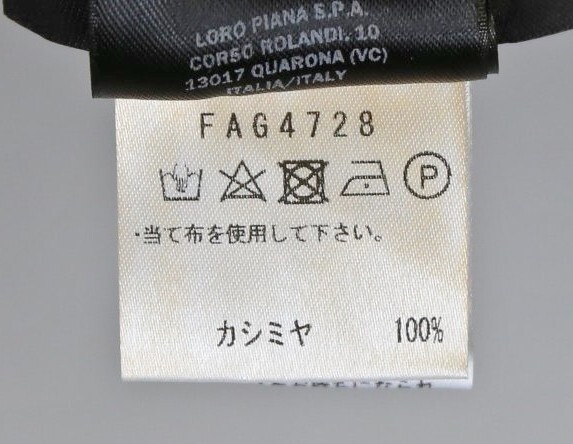 LORO PIANA S.P.A.
CORSO ROLANDI, 10
13017 QUARONA (VC)
ITALIA/ITALY
FAG4728
P
・当て布を使用して下さい。
カシミヤ 100%